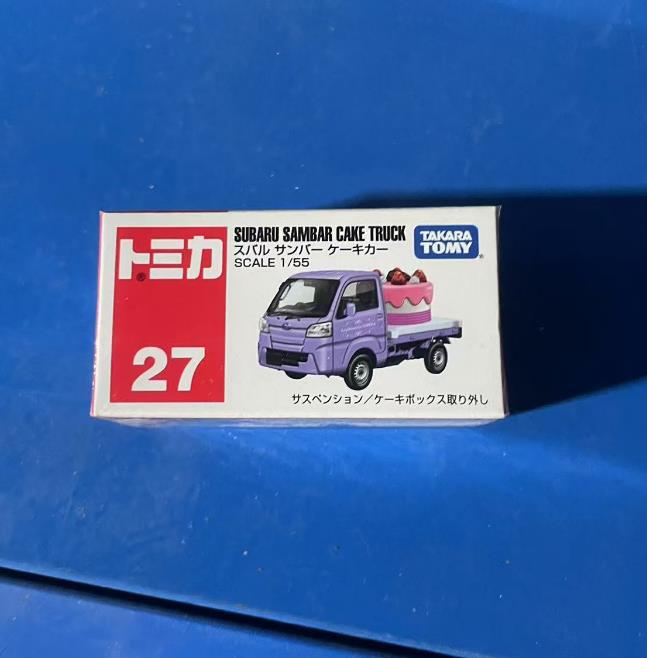 トミカ
®
27
SUBARU SAMBAR CAKE TRUCK
スバル サンバー ケーキカー
SCALE 1/55
TAKARA
TOMY
®
サスペンション/ケーキボックス取り外し